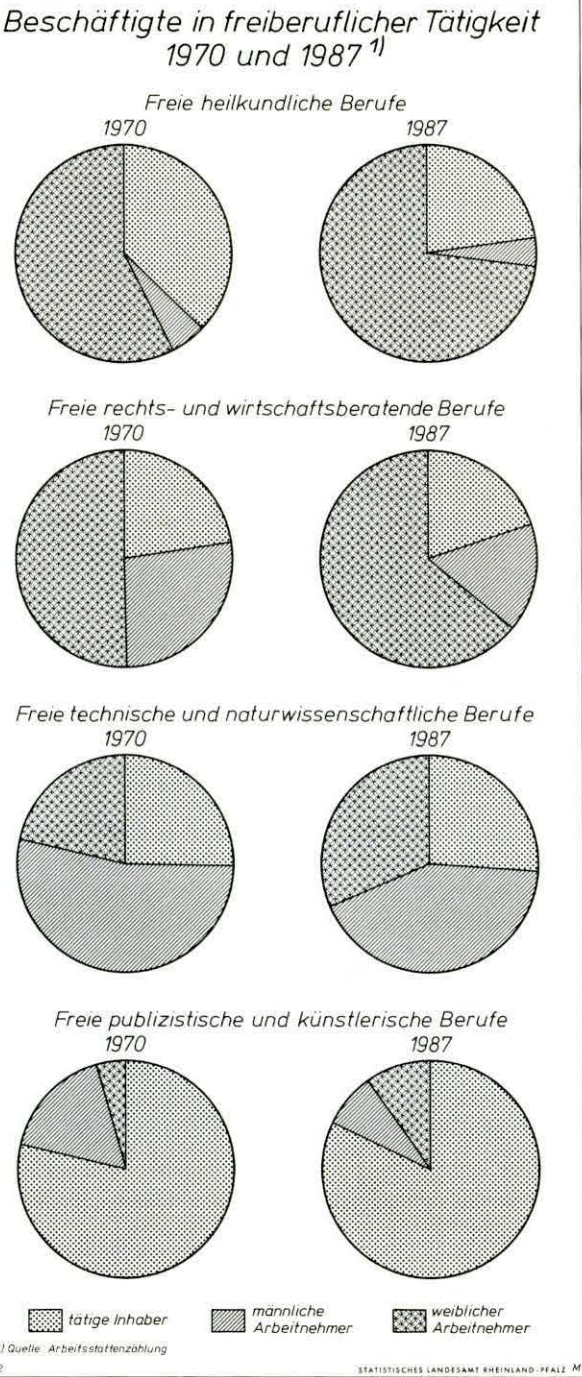 Beschäftigte in freiberuflicher Tätigkeit
1970 und 1987 1)
Freie heilkundliche Berufe
1970
1987
Freie rechts- und wirtschaftsberatende Berufe
1970
1987
Freie technische und naturwissenschaftliche Berufe
1970
1987
Freie publizistische und künstlerische Berufe
1970
1987
tätige Inhaber
männliche
Arbeitnehmer
weiblicher
Arbeitnehmer
) Quelle: Arbeitsstättenzählung
2
STATISTISCHES LANDESAMT RHEINLAND-PFALZ M